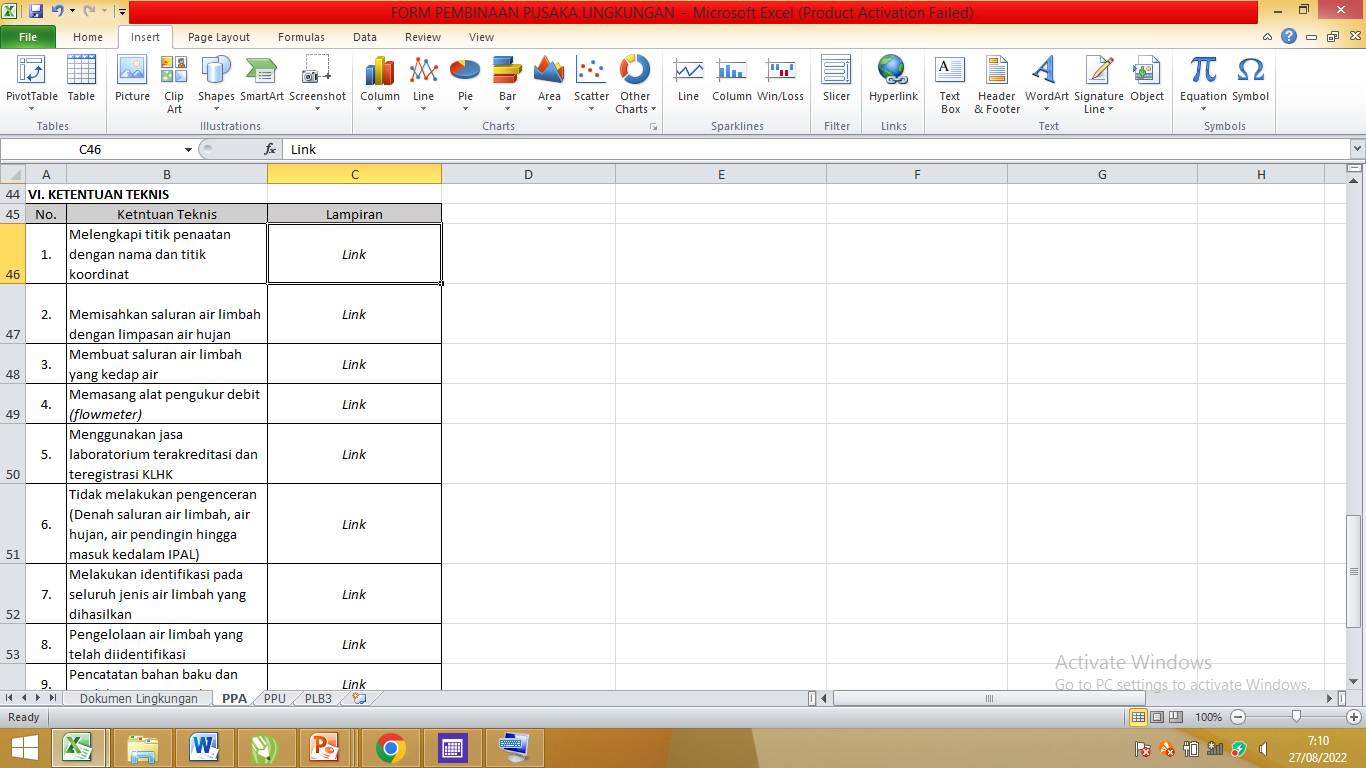 FORM PEMBINAAN PUSAKA LINGKUNGAN - Microsoft Excel (Product Activation Failed)
File Home Insert Page Layout Formulas Data Review View
PivotTable Table Picture Clip Art Shapes SmartArt Screenshot Column Line Pie Bar Area Scatter Other Charts Line Column Win/Loss Slicer Hyperlink Text Box Header & Footer WordArt Signature Line Object Equation Symbol
Tables Illustrations Charts Sparklines Filter Links Text Symbols
C46 fx Link
A B C D E F G H
44 VI. KETENTUAN TEKNIS
45 No. Ketntuan Teknis Lampiran
Melengkapi titik penaatan
1. dengan nama dan titik Link
46 koordinat
2. Memisahkan saluran air limbah Link
47 dengan limpasan air hujan
3. Membuat saluran air limbah Link
48 yang kedap air
4. Memasang alat pengukur debit Link
49 (flowmeter)
Menggunakan jasa
5. laboratorium terakreditasi dan Link
50 teregistrasi KLHK
Tidak melakukan pengenceran
6. (Denah saluran air limbah, air Link
hujan, air pendingin hingga
51 masuk kedalam IPAL)
Melakukan identifikasi pada
7. seluruh jenis air limbah yang Link
52 dihasilkan
8. Pengelolaan air limbah yang Link
53 telah diidentifikasi
Pencatatan bahan baku dan
9. Link
Activate Windows
Go to PC settings to activate Windows.
Dokumen Lingkungan PPA PPU PLB3
Ready 100%
7:10
27/08/2022